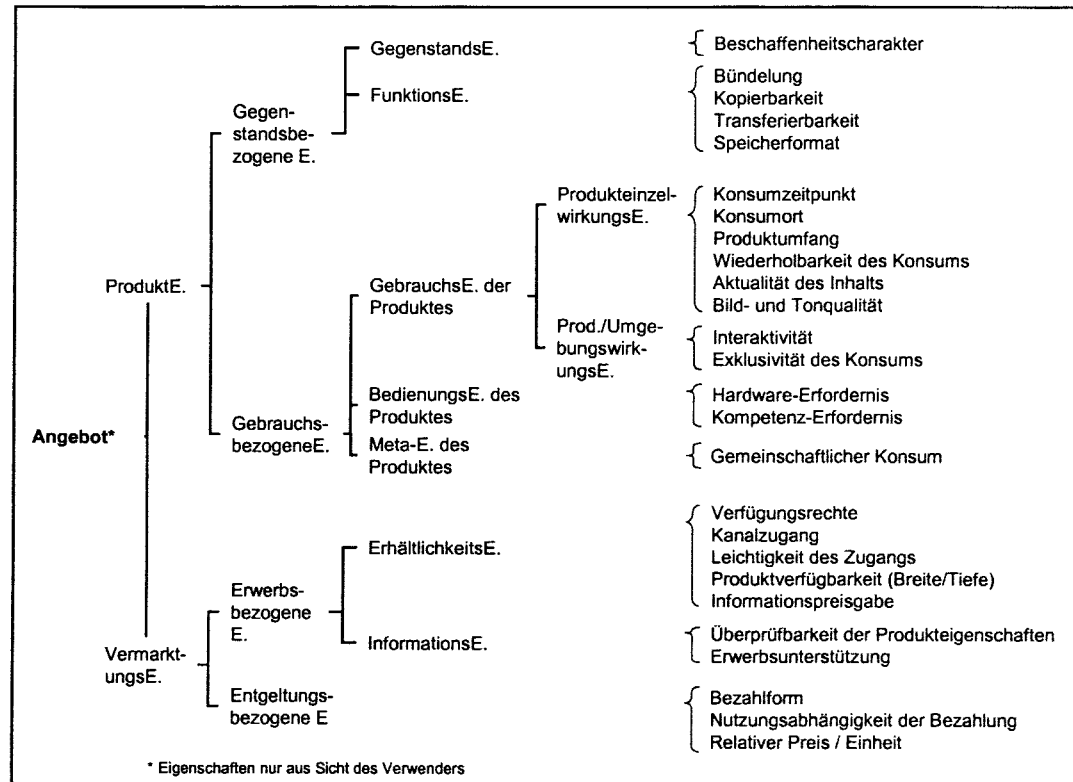 GegenstandsE.
Beschaffenheitscharakter
FunktionsE.
Bündelung
Kopierbarkeit
Transferierbarkeit
Speicherformat
Gegen-
standsbe-
zogene E.
Produkteinzel-
wirkungsE.
Konsumzeitpunkt
Konsumort
Produktumfang
Wiederholbarkeit des Konsums
Aktualität des Inhalts
Bild- und Tonqualität
ProduktE.
GebrauchsE. der
Produktes
Prod./Umge-
bungswirk-
ungsE.
Interaktivität
Exklusivität des Konsums
BedienungsE. des
Produktes
Hardware-Erfordernis
Kompetenz-Erfordernis
Gebrauchs-
bezogeneE.
Meta-E. des
Produktes
Gemeinschaftlicher Konsum
Angebot*
ErhältlichkeitsE.
Verfügungsrechte
Kanalzugang
Leichtigkeit des Zugangs
Produktverfügbarkeit (Breite/Tiefe)
Informationspreisgabe
Erwerbs-
bezogene
E.
InformationsE.
Überprüfbarkeit der Produkteigenschaften
Erwerbsunterstützung
Vermarkt-
ungsE.
Entgeltungs-
bezogene E
Bezahlform
Nutzungsabhängigkeit der Bezahlung
Relativer Preis / Einheit
* Eigenschaften nur aus Sicht des Verwenders